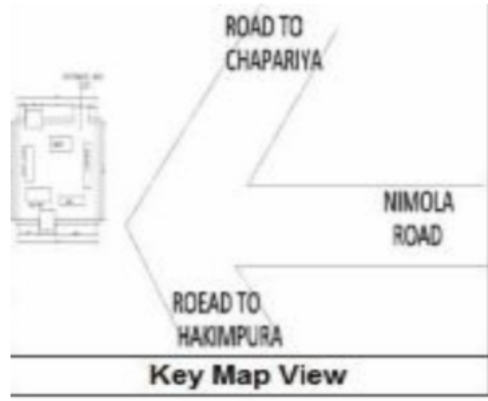 ROAD TO
CHAPARIYA
NIMOLA
ROAD
ROEAD TO
HAKIMPURA
Key Map View